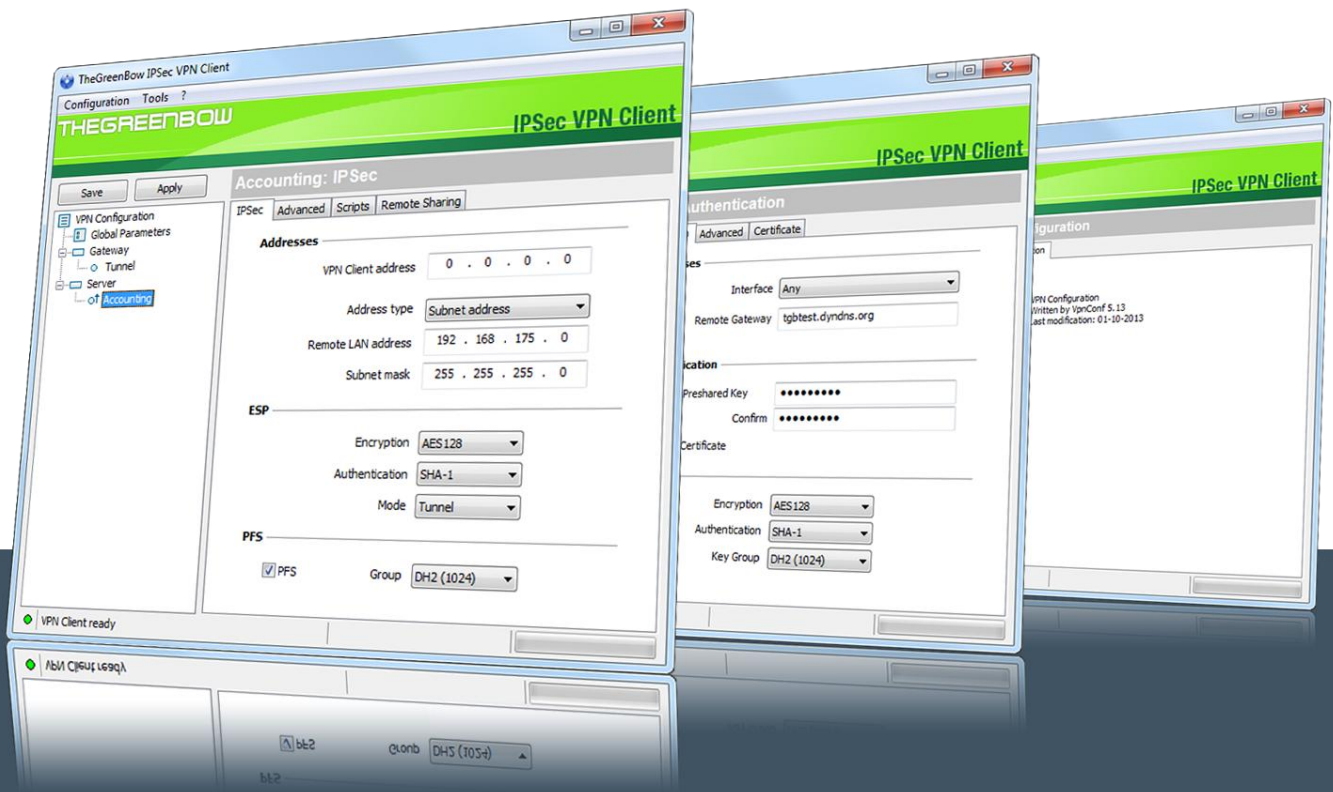 TheGreenBow IPSec VPN Client
Configuration Tools ?
THEGREENBOW
IPSec VPN Client
Save Apply
VPN Configuration
Global Parameters
Gateway
Tunnel
Server
Accounting
Accounting: IPSec
IPSec Advanced Scripts Remote Sharing
Addresses
VPN Client address 0 . 0 . 0 . 0
Address type Subnet address
Remote LAN address 192 . 168 . 175 . 0
Subnet mask 255 . 255 . 255 . 0
ESP
Encryption AES128
Authentication SHA-1
Mode Tunnel
PFS
PFS Group DH2 (1024)
VPN Client ready
IPSec VPN Client
uthentication
Advanced Certificate
ses
Interface Any
Remote Gateway tgbtest.dyndns.org
ication
Preshared Key •••••••••
Confirm •••••••••
Certificate
Encryption AES128
Authentication SHA-1
Key Group DH2 (1024)
IPSec VPN Client
iguration
on
VPN Configuration
Written by VpnConf 5.13
Last modification: 01-10-2013
VPN Client ready
PFS Group DH2 (1024)
PFS